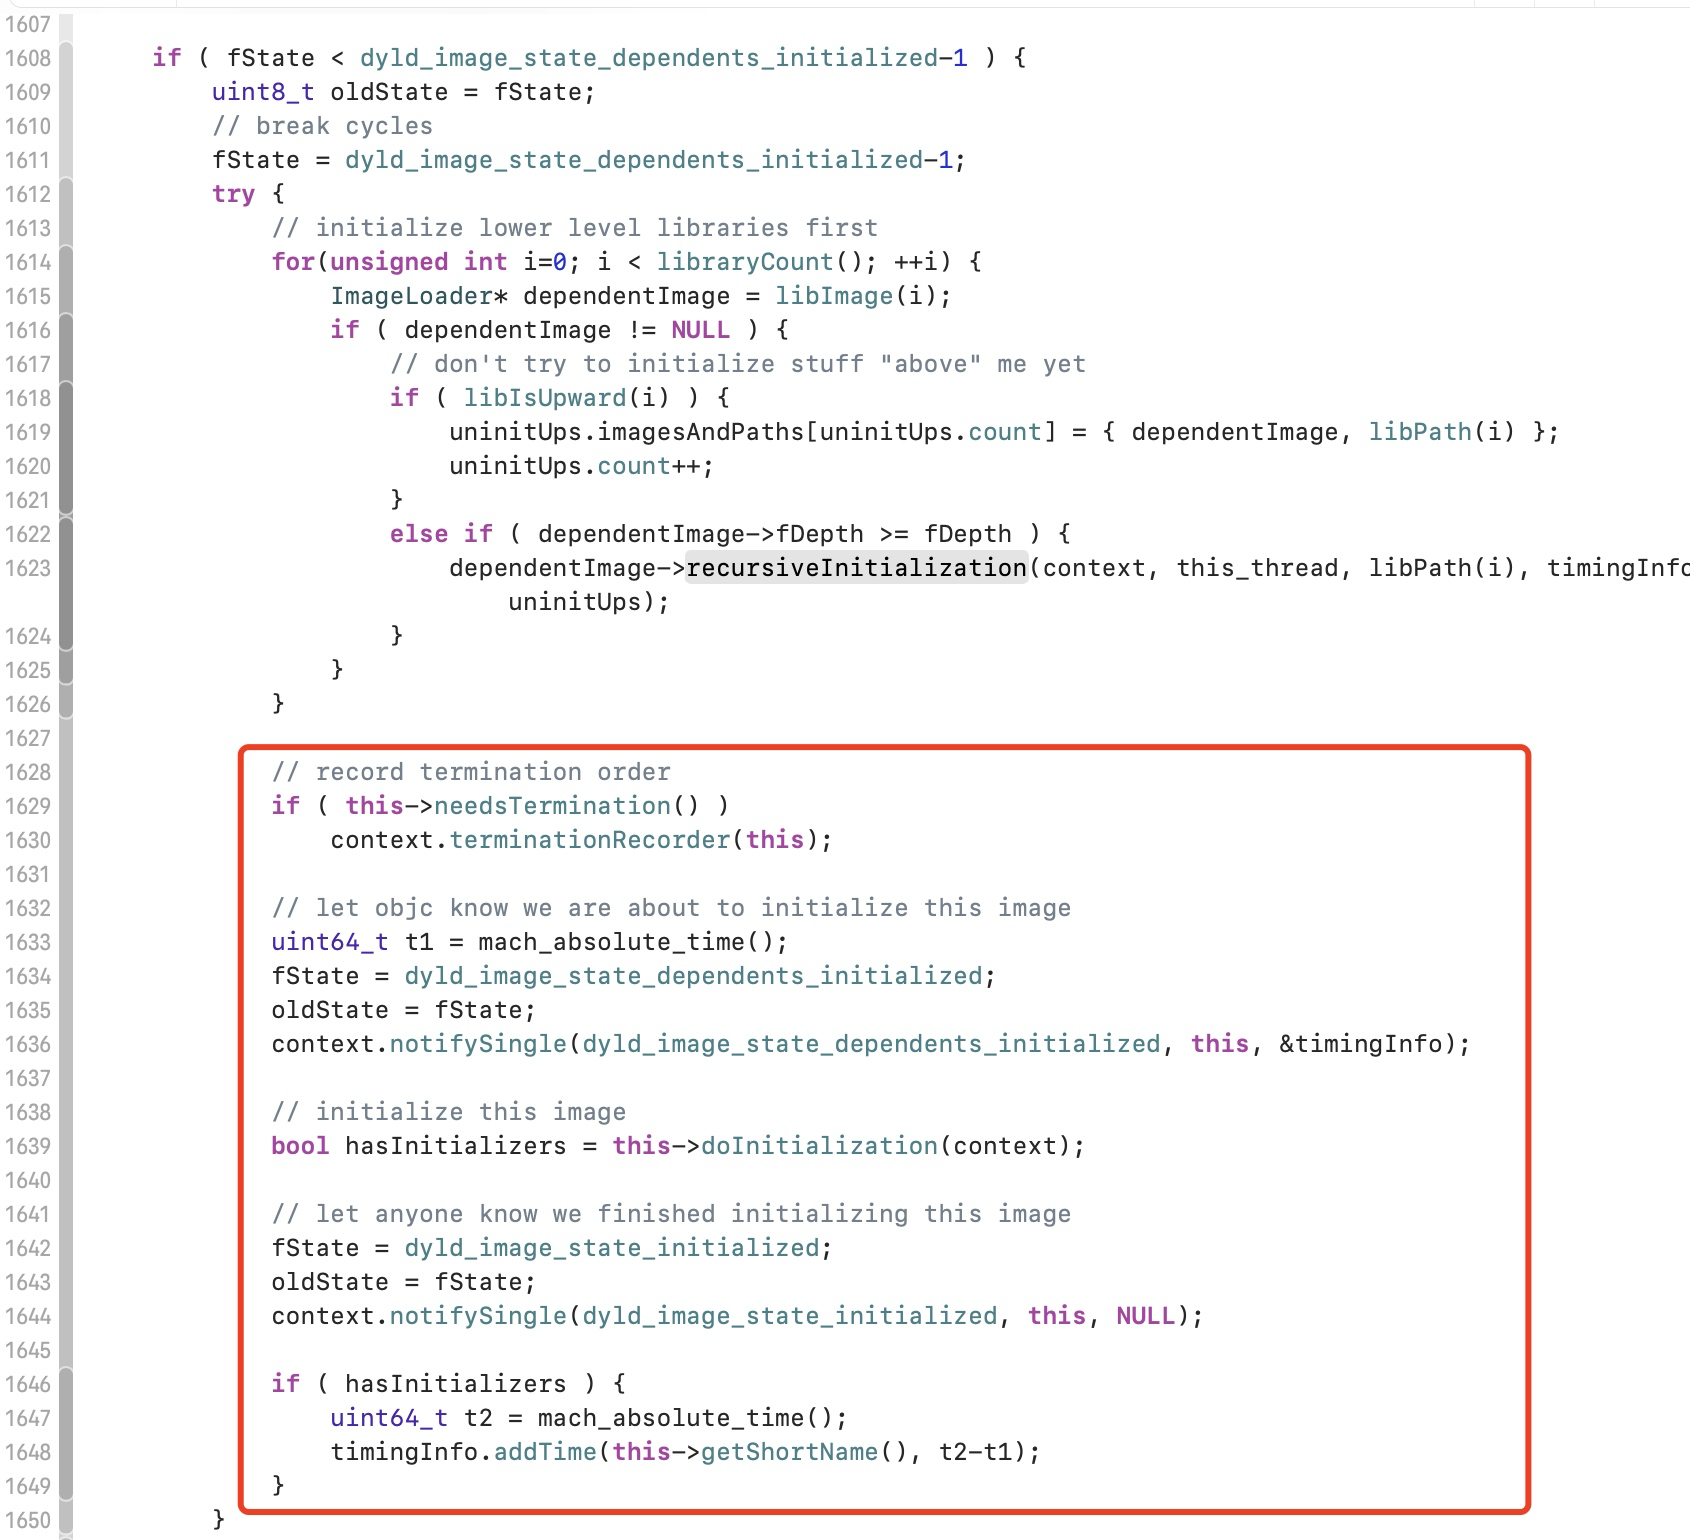 1607
1608 if ( fState < dyld_image_state_dependents_initialized-1 ) {
1609 uint8_t oldState = fState;
1610 // break cycles
1611 fState = dyld_image_state_dependents_initialized-1;
1612 try {
1613 // initialize lower level libraries first
1614 for(unsigned int i=0; i < libraryCount(); ++i) {
1615 ImageLoader* dependentImage = libImage(i);
1616 if ( dependentImage != NULL ) {
1617 // don't try to initialize stuff "above" me yet
1618 if ( libIsUpward(i) ) {
1619 uninitUps.imagesAndPaths[uninitUps.count] = { dependentImage, libPath(i) };
1620 uninitUps.count++;
1621 }
1622 else if ( dependentImage->fDepth >= fDepth ) {
1623 dependentImage->recursiveInitialization(context, this_thread, libPath(i), timingInfo
uninitUps);
1624 }
1625 }
1626 }
1627
1628 // record termination order
1629 if ( this->needsTermination() )
1630 context.terminationRecorder(this);
1631
1632 // let objc know we are about to initialize this image
1633 uint64_t t1 = mach_absolute_time();
1634 fState = dyld_image_state_dependents_initialized;
1635 oldState = fState;
1636 context.notifySingle(dyld_image_state_dependents_initialized, this, &timingInfo);
1637
1638 // initialize this image
1639 bool hasInitializers = this->doInitialization(context);
1640
1641 // let anyone know we finished initializing this image
1642 fState = dyld_image_state_initialized;
1643 oldState = fState;
1644 context.notifySingle(dyld_image_state_initialized, this, NULL);
1645
1646 if ( hasInitializers ) {
1647 uint64_t t2 = mach_absolute_time();
1648 timingInfo.addTime(this->getShortName(), t2-t1);
1649 }
1650 }